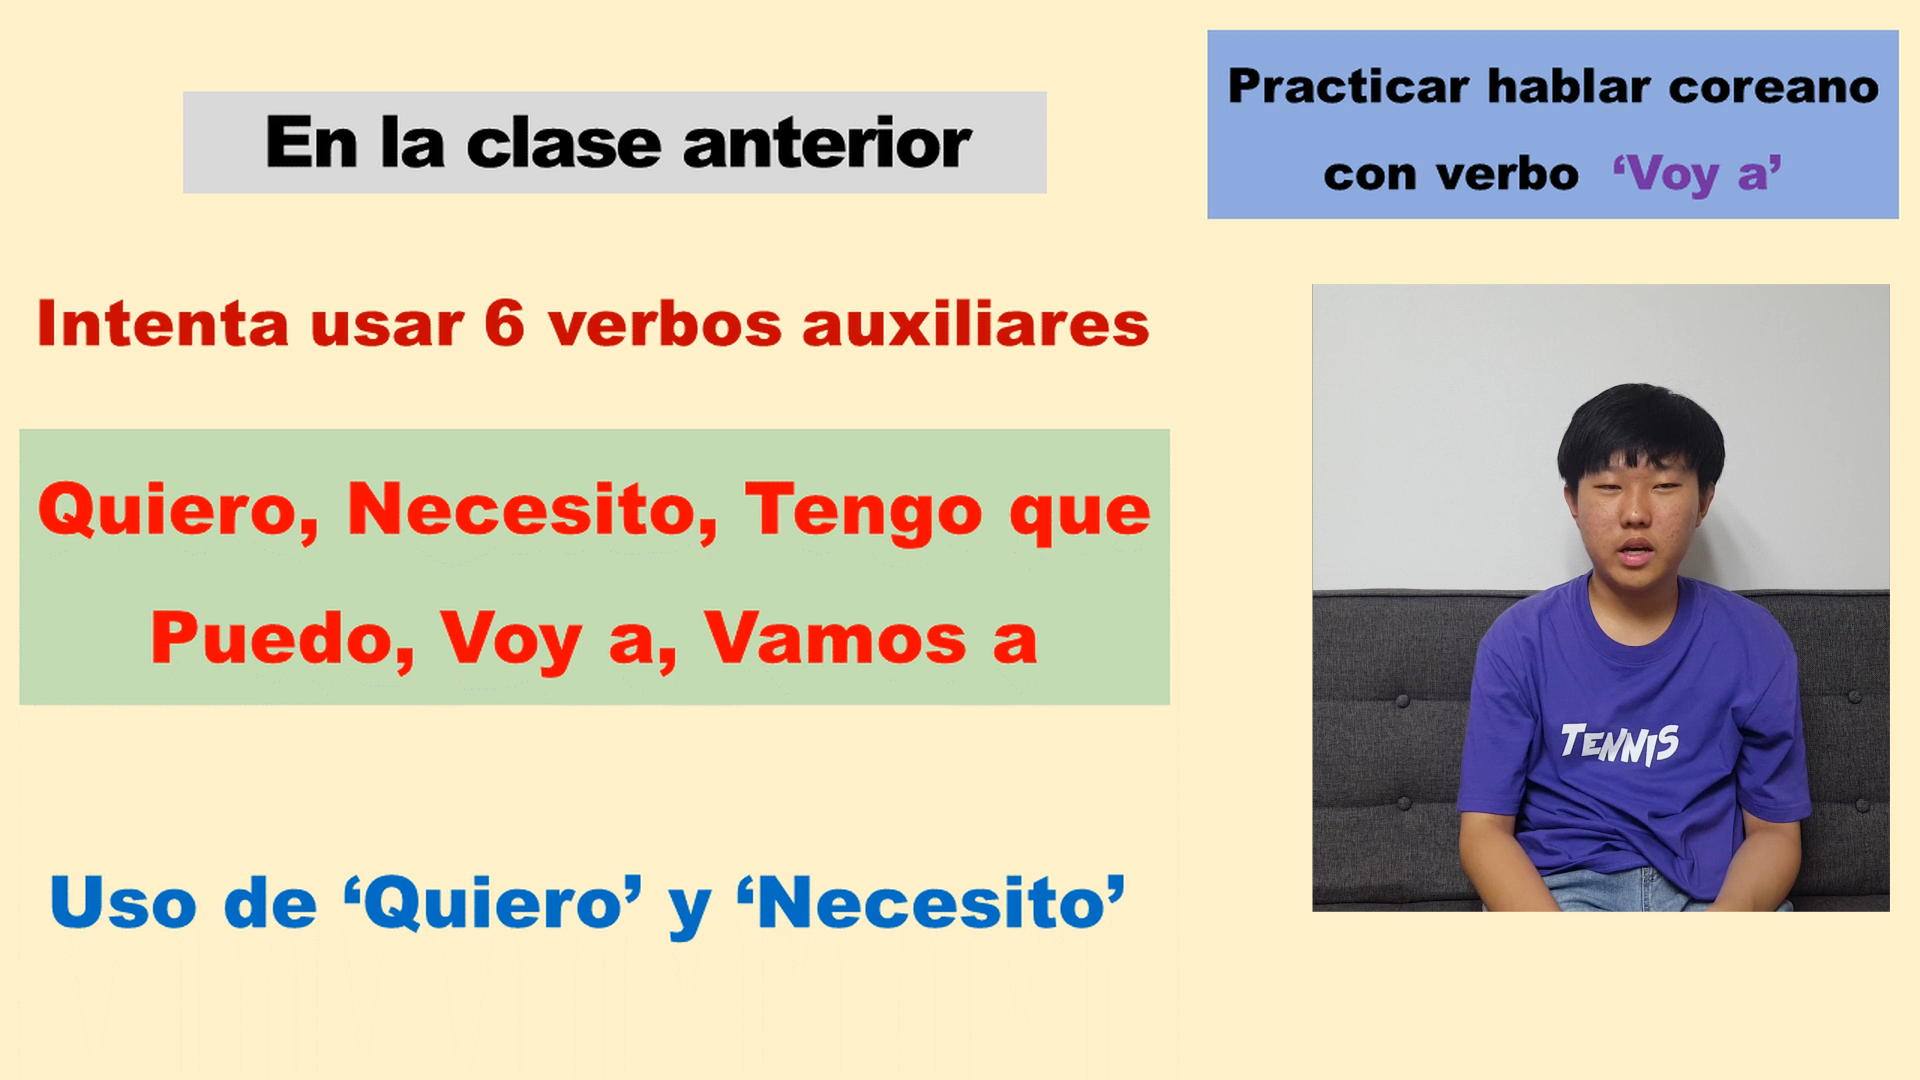 En la clase anterior
Intenta usar 6 verbos auxiliares
Quiero, Necesito, Tengo que
Puedo, Voy a, Vamos a
Uso de ‘Quiero’ y ‘Necesito’
Practicar hablar coreano
con verbo ‘Voy a’
TENNIS